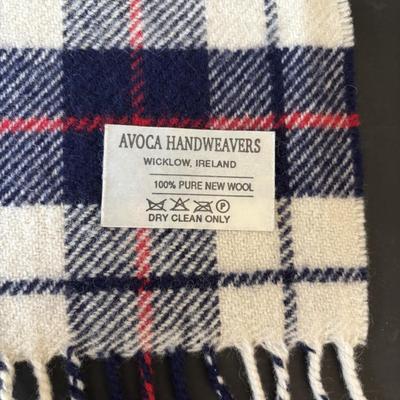 AVOCA HANDWEAVERS
WICKLOW, IRELAND
100% PURE NEW WOOL
P
DRY CLEAN ONLY